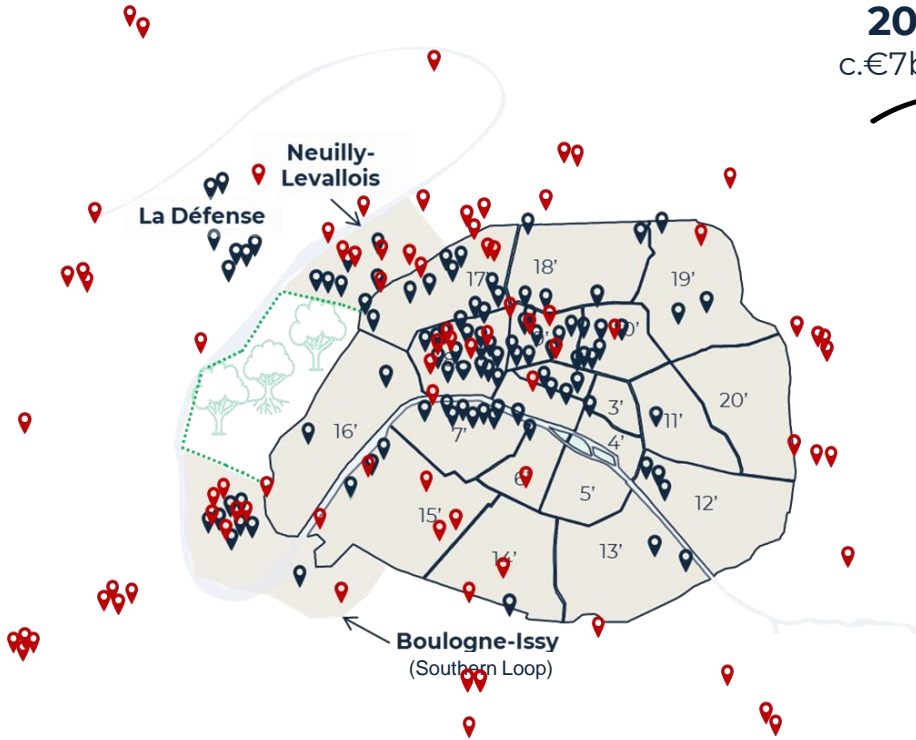 20
c.€7b
Neuilly-
Levallois
La Défense
17'
18'
19'
16'
7'
3'
11'
20'
4'
6'
5'
12'
15'
14'
13'
Boulogne-Issy
(Southern Loop)